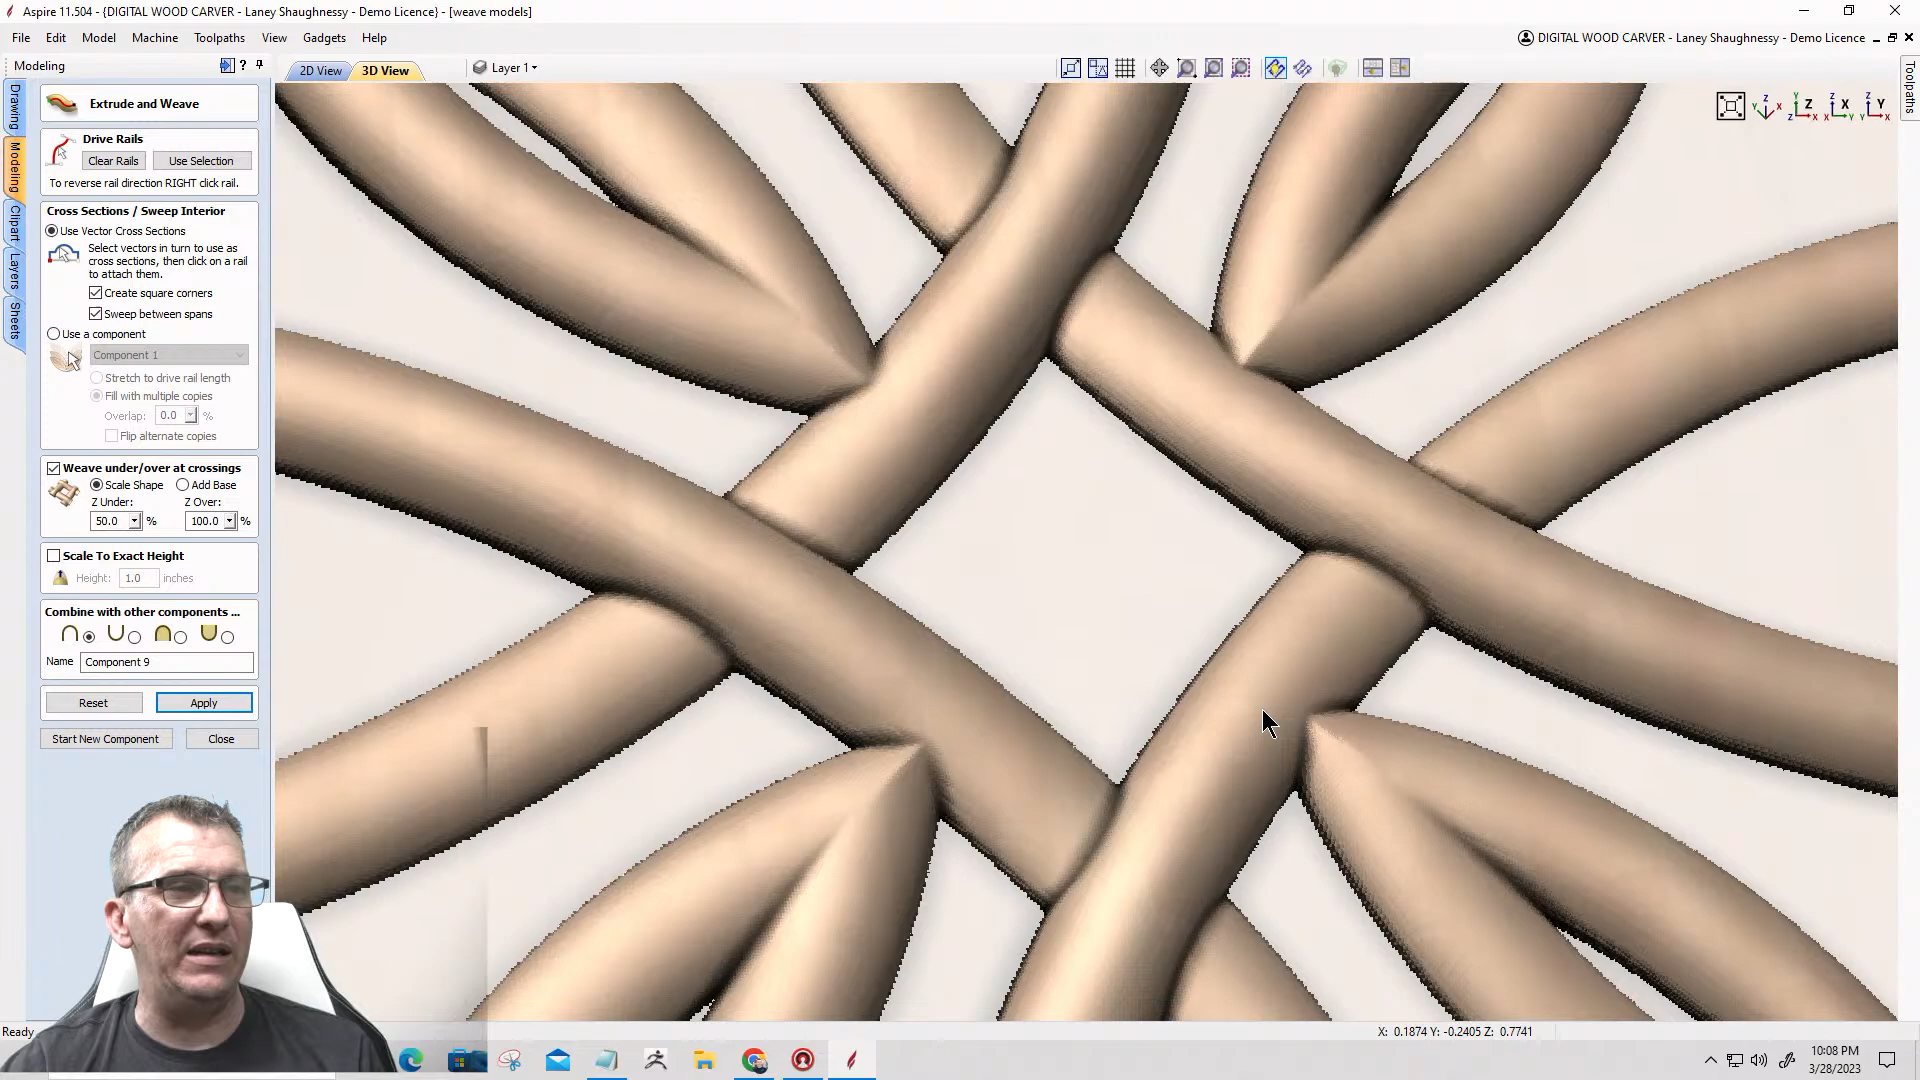 Aspire 11.504 - {DIGITAL WOOD CARVER - Laney Shaughnessy - Demo Licence} - [weave models]
File Edit Model Machine Toolpaths View Gadgets Help
DIGITAL WOOD CARVER - Laney Shaughnessy - Demo Licence
Modeling
2D View 3D View Layer 1
Toolpaths
Drawing
Modeling
Clipart
Layers
Sheets
Extrude and Weave
Drive Rails
Clear Rails Use Selection
To reverse rail direction RIGHT click rail.
Cross Sections / Sweep Interior
Use Vector Cross Sections
Select vectors in turn to use as
cross sections, then click on a rail
to attach them.
Create square corners
Sweep between spans
Use a component
Component 1
Stretch to drive rail length
Fill with multiple copies
Overlap: 0.0 %
Flip alternate copies
Weave under/over at crossings
Scale Shape Add Base
Z Under: Z Over:
50.0 % 100.0 %
Scale To Exact Height
Height: 1.0 inches
Combine with other components ...
Name Component 9
Reset Apply
Start New Component Close
Y Z X
Y Z Z X
Z X X Y
Z Y Y X
Ready
X: 0.1874 Y: -0.2405 Z: 0.7741
10:08 PM
3/28/2023